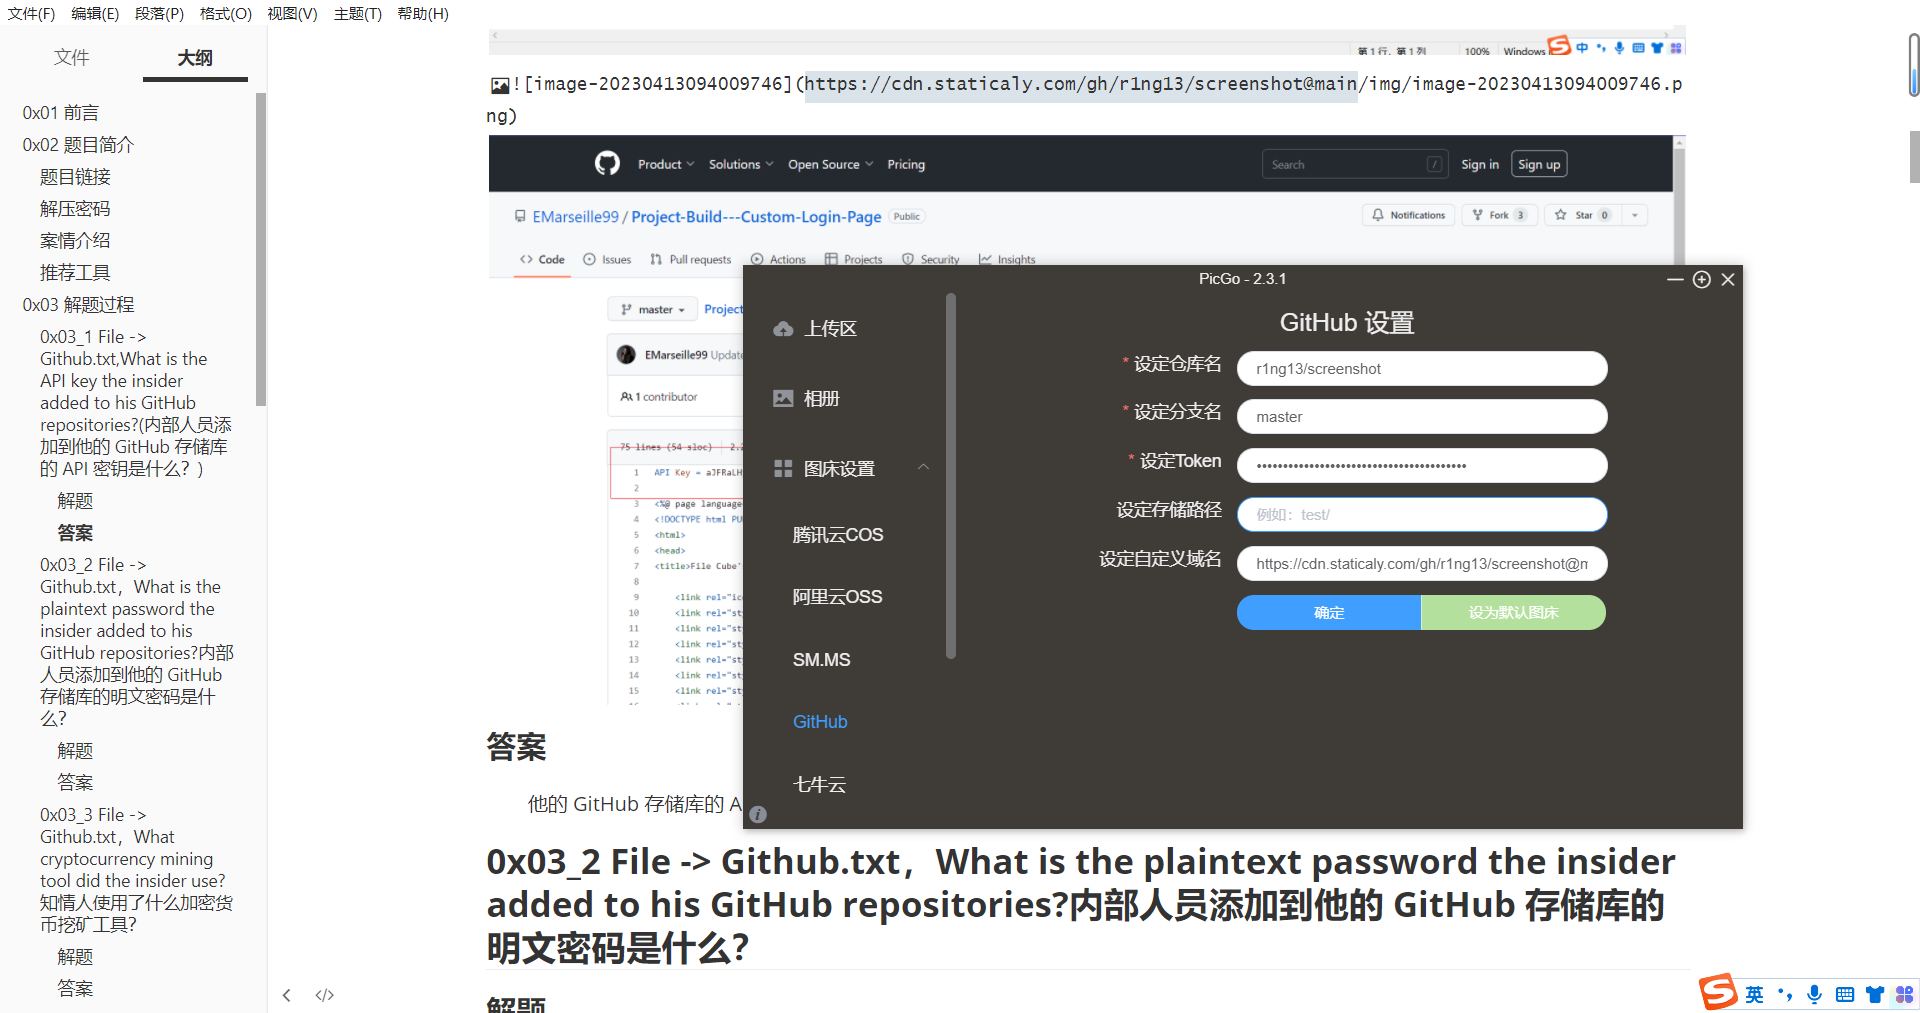 文件(F) 编辑(E) 段落(P) 格式(O) 视图(V) 主题(T) 帮助(H)
文件 大纲
0x01 前言
0x02 题目简介
题目链接
解压密码
案情介绍
推荐工具
0x03 解题过程
0x03_1 File ->
Github.txt,What is the
API key the insider
added to his GitHub
repositories?(内部人员添
加到他的 GitHub 存储库
的 API 密钥是什么？)
解题
答案
0x03_2 File ->
Github.txt，What is the
plaintext password the
insider added to his
GitHub repositories?内部
人员添加到他的 GitHub
存储库的明文密码是什
么？
解题
答案
0x03_3 File ->
Github.txt，What
cryptocurrency mining
tool did the insider use?
知情人使用了什么加密货
币挖矿工具？
解题
答案
第 1 行，第 1 列 100% Windows
中
![image-20230413094009746](https://cdn.staticaly.com/gh/r1ng13/screenshot@main/img/image-20230413094009746.p
ng)
Product Solutions Open Source Pricing
Search / Sign in Sign up
EMarseille99 / Project-Build---Custom-Login-Page Public
Notifications Fork 3 Star 0
Code Issues Pull requests Actions Projects Security Insights
master Project
EMarseille99 Update
1 contributor
75 lines (54 sloc) 2.2
1 API Key = aJFRaLH
2
3 <%@ page language
4 <!DOCTYPE html PU
5 <html>
6 <head>
7 <title>File Cube'
8
9 <link rel="ico
10 <link rel="sty
11 <link rel="sty
12 <link rel="sty
13 <link rel="sty
14 <link rel="sty
15 <link rel="sty
PicGo - 2.3.1
上传区
相册
图床设置
腾讯云COS
阿里云OSS
SM.MS
GitHub
七牛云
GitHub 设置
* 设定仓库名 r1ng13/screenshot
* 设定分支名 master
* 设定Token ••••••••••••••••••••••••••••••••••••••••
设定存储路径 例如：test/
设定自定义域名 https://cdn.staticaly.com/gh/r1ng13/screenshot@m
确定 设为默认图床
答案
他的 GitHub 存储库的 A
0x03_2 File -> Github.txt，What is the plaintext password the insider
added to his GitHub repositories?内部人员添加到他的 GitHub 存储库的
明文密码是什么？
解题
英